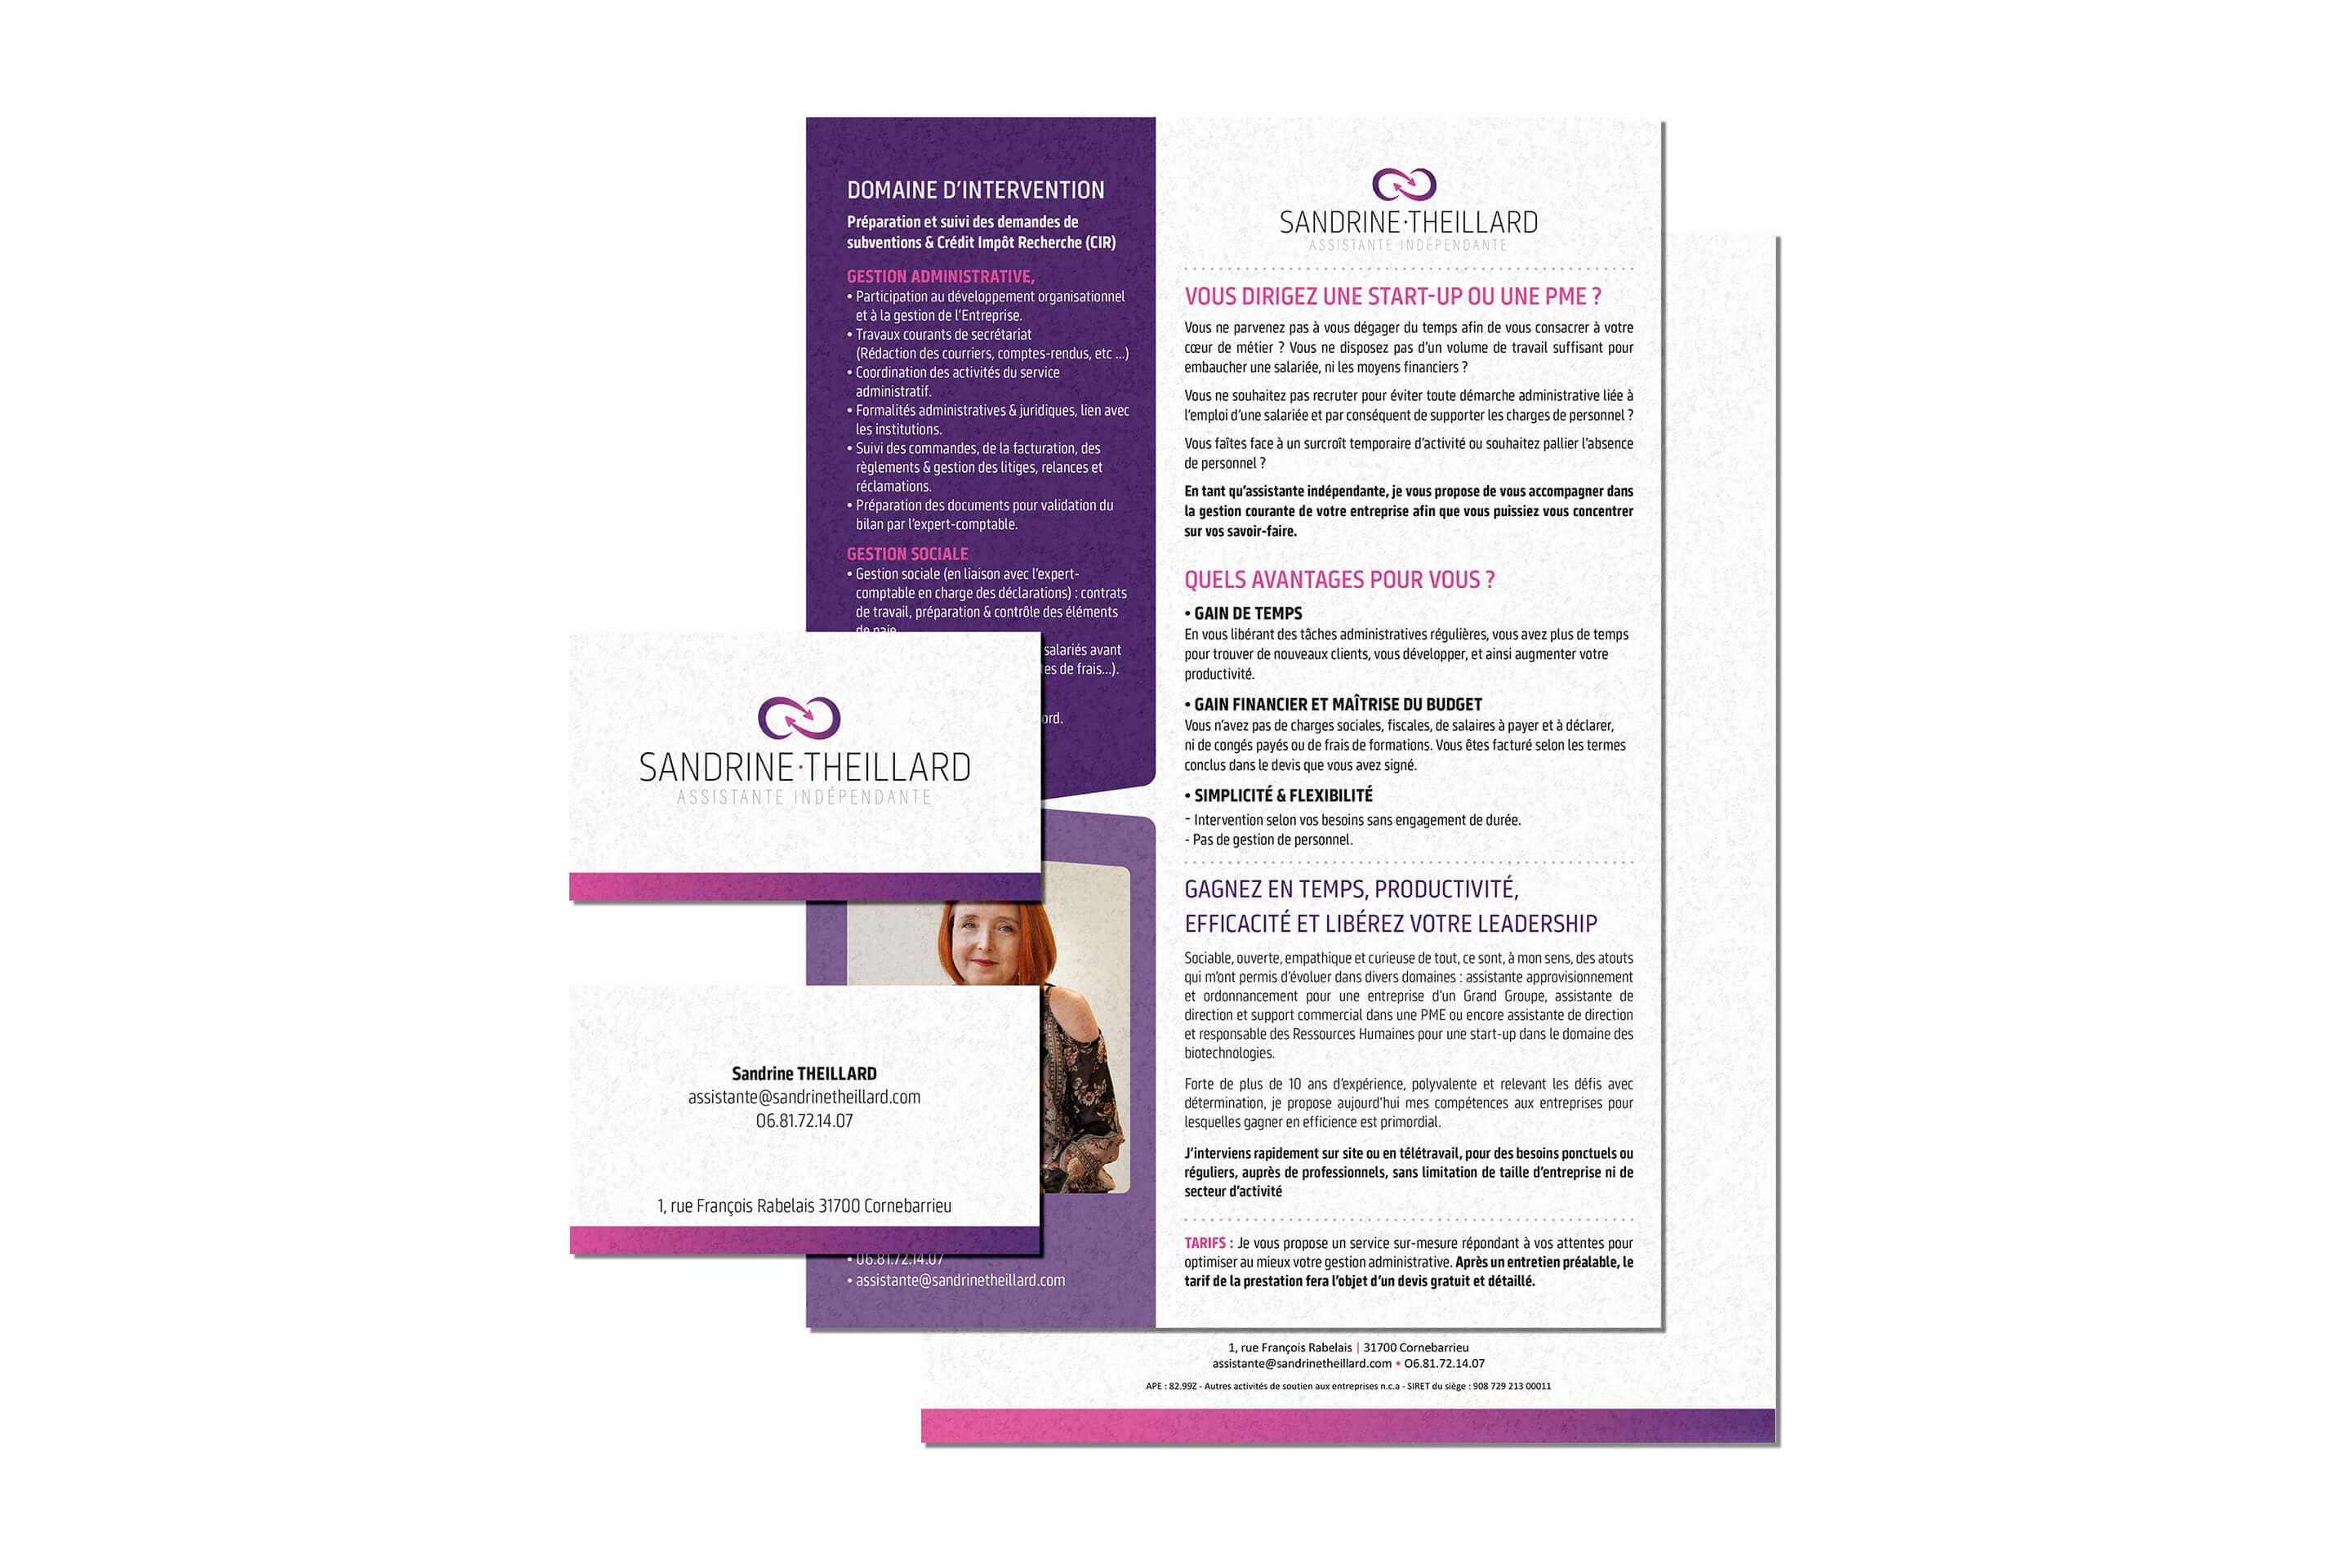 DOMAINE D'INTERVENTION
Préparation et suivi des demandes de
subventions & Crédit Impôt Recherche (CIR)
GESTION ADMINISTRATIVE,
• Participation au développement organisationnel
et à la gestion de l'Entreprise.
• Travaux courants de secrétariat
(Rédaction des courriers, comptes-rendus, etc ...)
• Coordination des activités du service
administratif.
• Formalités administratives & juridiques, lien avec
les institutions.
• Suivi des commandes, de la facturation, des
règlements & gestion des litiges, relances et
réclamations.
• Préparation des documents pour validation du
bilan par l'expert-comptable.
GESTION SOCIALE
• Gestion sociale (en liaison avec l'expert-
comptable en charge des déclarations) : contrats
de travail, préparation & contrôle des éléments
de paie
salariés avant
de frais...).
• 06.81.72.14.07
• assistante@sandrinetheillard.com
SANDRINE·THEILLARD
ASSISTANTE INDÉPENDANTE
Sandrine THEILLARD
assistante@sandrinetheillard.com
06.81.72.14.07
1, rue François Rabelais 31700 Cornebarrieu
SANDRINE·THEILLARD
ASSISTANTE INDÉPENDANTE
VOUS DIRIGEZ UNE START-UP OU UNE PME ?
Vous ne parvenez pas à vous dégager du temps afin de vous consacrer à votre
cœur de métier ? Vous ne disposez pas d'un volume de travail suffisant pour
embaucher une salariée, ni les moyens financiers ?
Vous ne souhaitez pas recruter pour éviter toute démarche administrative liée à
l'emploi d'une salariée et par conséquent de supporter les charges de personnel ?
Vous faîtes face à un surcroît temporaire d'activité ou souhaitez pallier l'absence
de personnel ?
En tant qu'assistante indépendante, je vous propose de vous accompagner dans
la gestion courante de votre entreprise afin que vous puissiez vous concentrer
sur vos savoir-faire.
QUELS AVANTAGES POUR VOUS ?
• GAIN DE TEMPS
En vous libérant des tâches administratives régulières, vous avez plus de temps
pour trouver de nouveaux clients, vous développer, et ainsi augmenter votre
productivité.
• GAIN FINANCIER ET MAÎTRISE DU BUDGET
Vous n'avez pas de charges sociales, fiscales, de salaires à payer et à déclarer,
ni de congés payés ou de frais de formations. Vous êtes facturé selon les termes
conclus dans le devis que vous avez signé.
• SIMPLICITÉ & FLEXIBILITÉ
- Intervention selon vos besoins sans engagement de durée.
- Pas de gestion de personnel.
GAGNEZ EN TEMPS, PRODUCTIVITÉ,
EFFICACITÉ ET LIBÉREZ VOTRE LEADERSHIP
Sociable, ouverte, empathique et curieuse de tout, ce sont, à mon sens, des atouts
qui m'ont permis d'évoluer dans divers domaines : assistante approvisionnement
et ordonnancement pour une entreprise d'un Grand Groupe, assistante de
direction et support commercial dans une PME ou encore assistante de direction
et responsable des Ressources Humaines pour une start-up dans le domaine des
biotechnologies.
Forte de plus de 10 ans d'expérience, polyvalente et relevant les défis avec
détermination, je propose aujourd'hui mes compétences aux entreprises pour
lesquelles gagner en efficience est primordial.
J'interviens rapidement sur site ou en télétravail, pour des besoins ponctuels ou
réguliers, auprès de professionnels, sans limitation de taille d'entreprise ni de
secteur d'activité
TARIFS : Je vous propose un service sur-mesure répondant à vos attentes pour
optimiser au mieux votre gestion administrative. Après un entretien préalable, le
tarif de la prestation fera l'objet d'un devis gratuit et détaillé.
1, rue François Rabelais | 31700 Cornebarrieu
assistante@sandrinetheillard.com • 06.81.72.14.07
APE : 82.99Z - Autres activités de soutien aux entreprises n.c.a - SIRET du siège : 908 729 213 00011